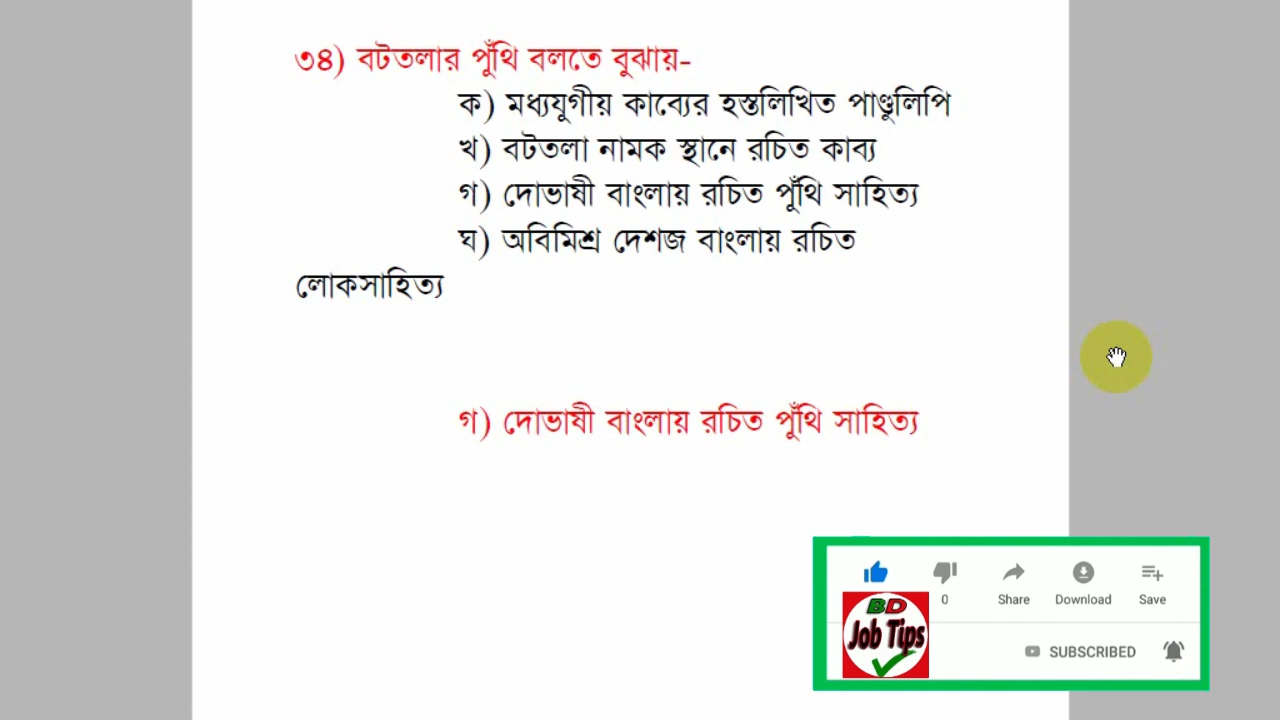 ৩৪) বটতলার পুঁথি বলতে বুঝায়-
ক) মধ্যযুগীয় কাব্যের হস্তলিখিত পাণ্ডুলিপি
খ) বটতলা নামক স্থানে রচিত কাব্য
গ) দোভাষী বাংলায় রচিত পুঁথি সাহিত্য
ঘ) অবিমিশ্র দেশজ বাংলায় রচিত
লোকসাহিত্য
গ) দোভাষী বাংলায় রচিত পুঁথি সাহিত্য
0 Share Download Save
BD
Job Tips
SUBSCRIBED